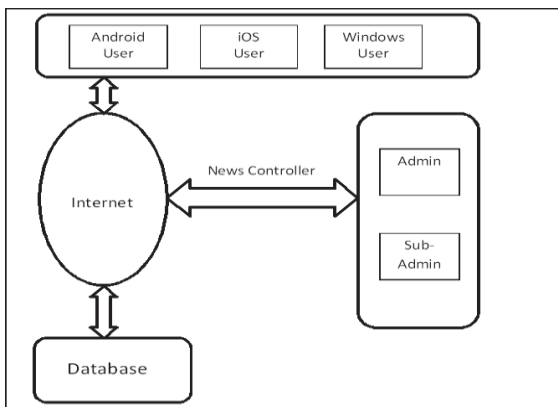 Android
User
iOS
User
Windows
User
News Controller
Internet
Admin
Sub-
Admin
Database